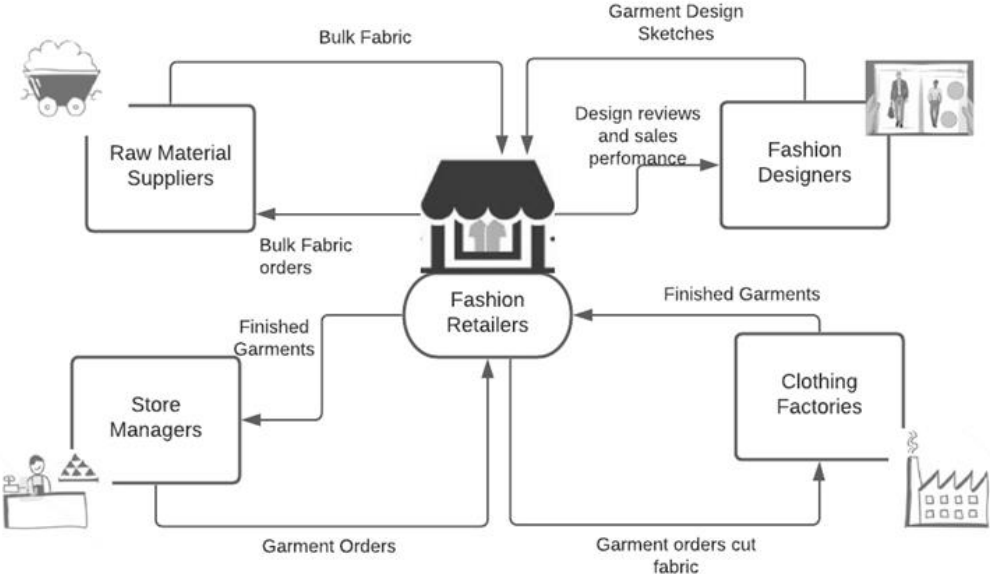 Garment Design
Sketches
Bulk Fabric
Design reviews
and sales
perfomance
Raw Material
Suppliers
Fashion
Designers
Bulk Fabric
orders
Fashion
Retailers
Finished Garments
Finished
Garments
Store
Managers
Clothing
Factories
Garment Orders
Garment orders cut
fabric